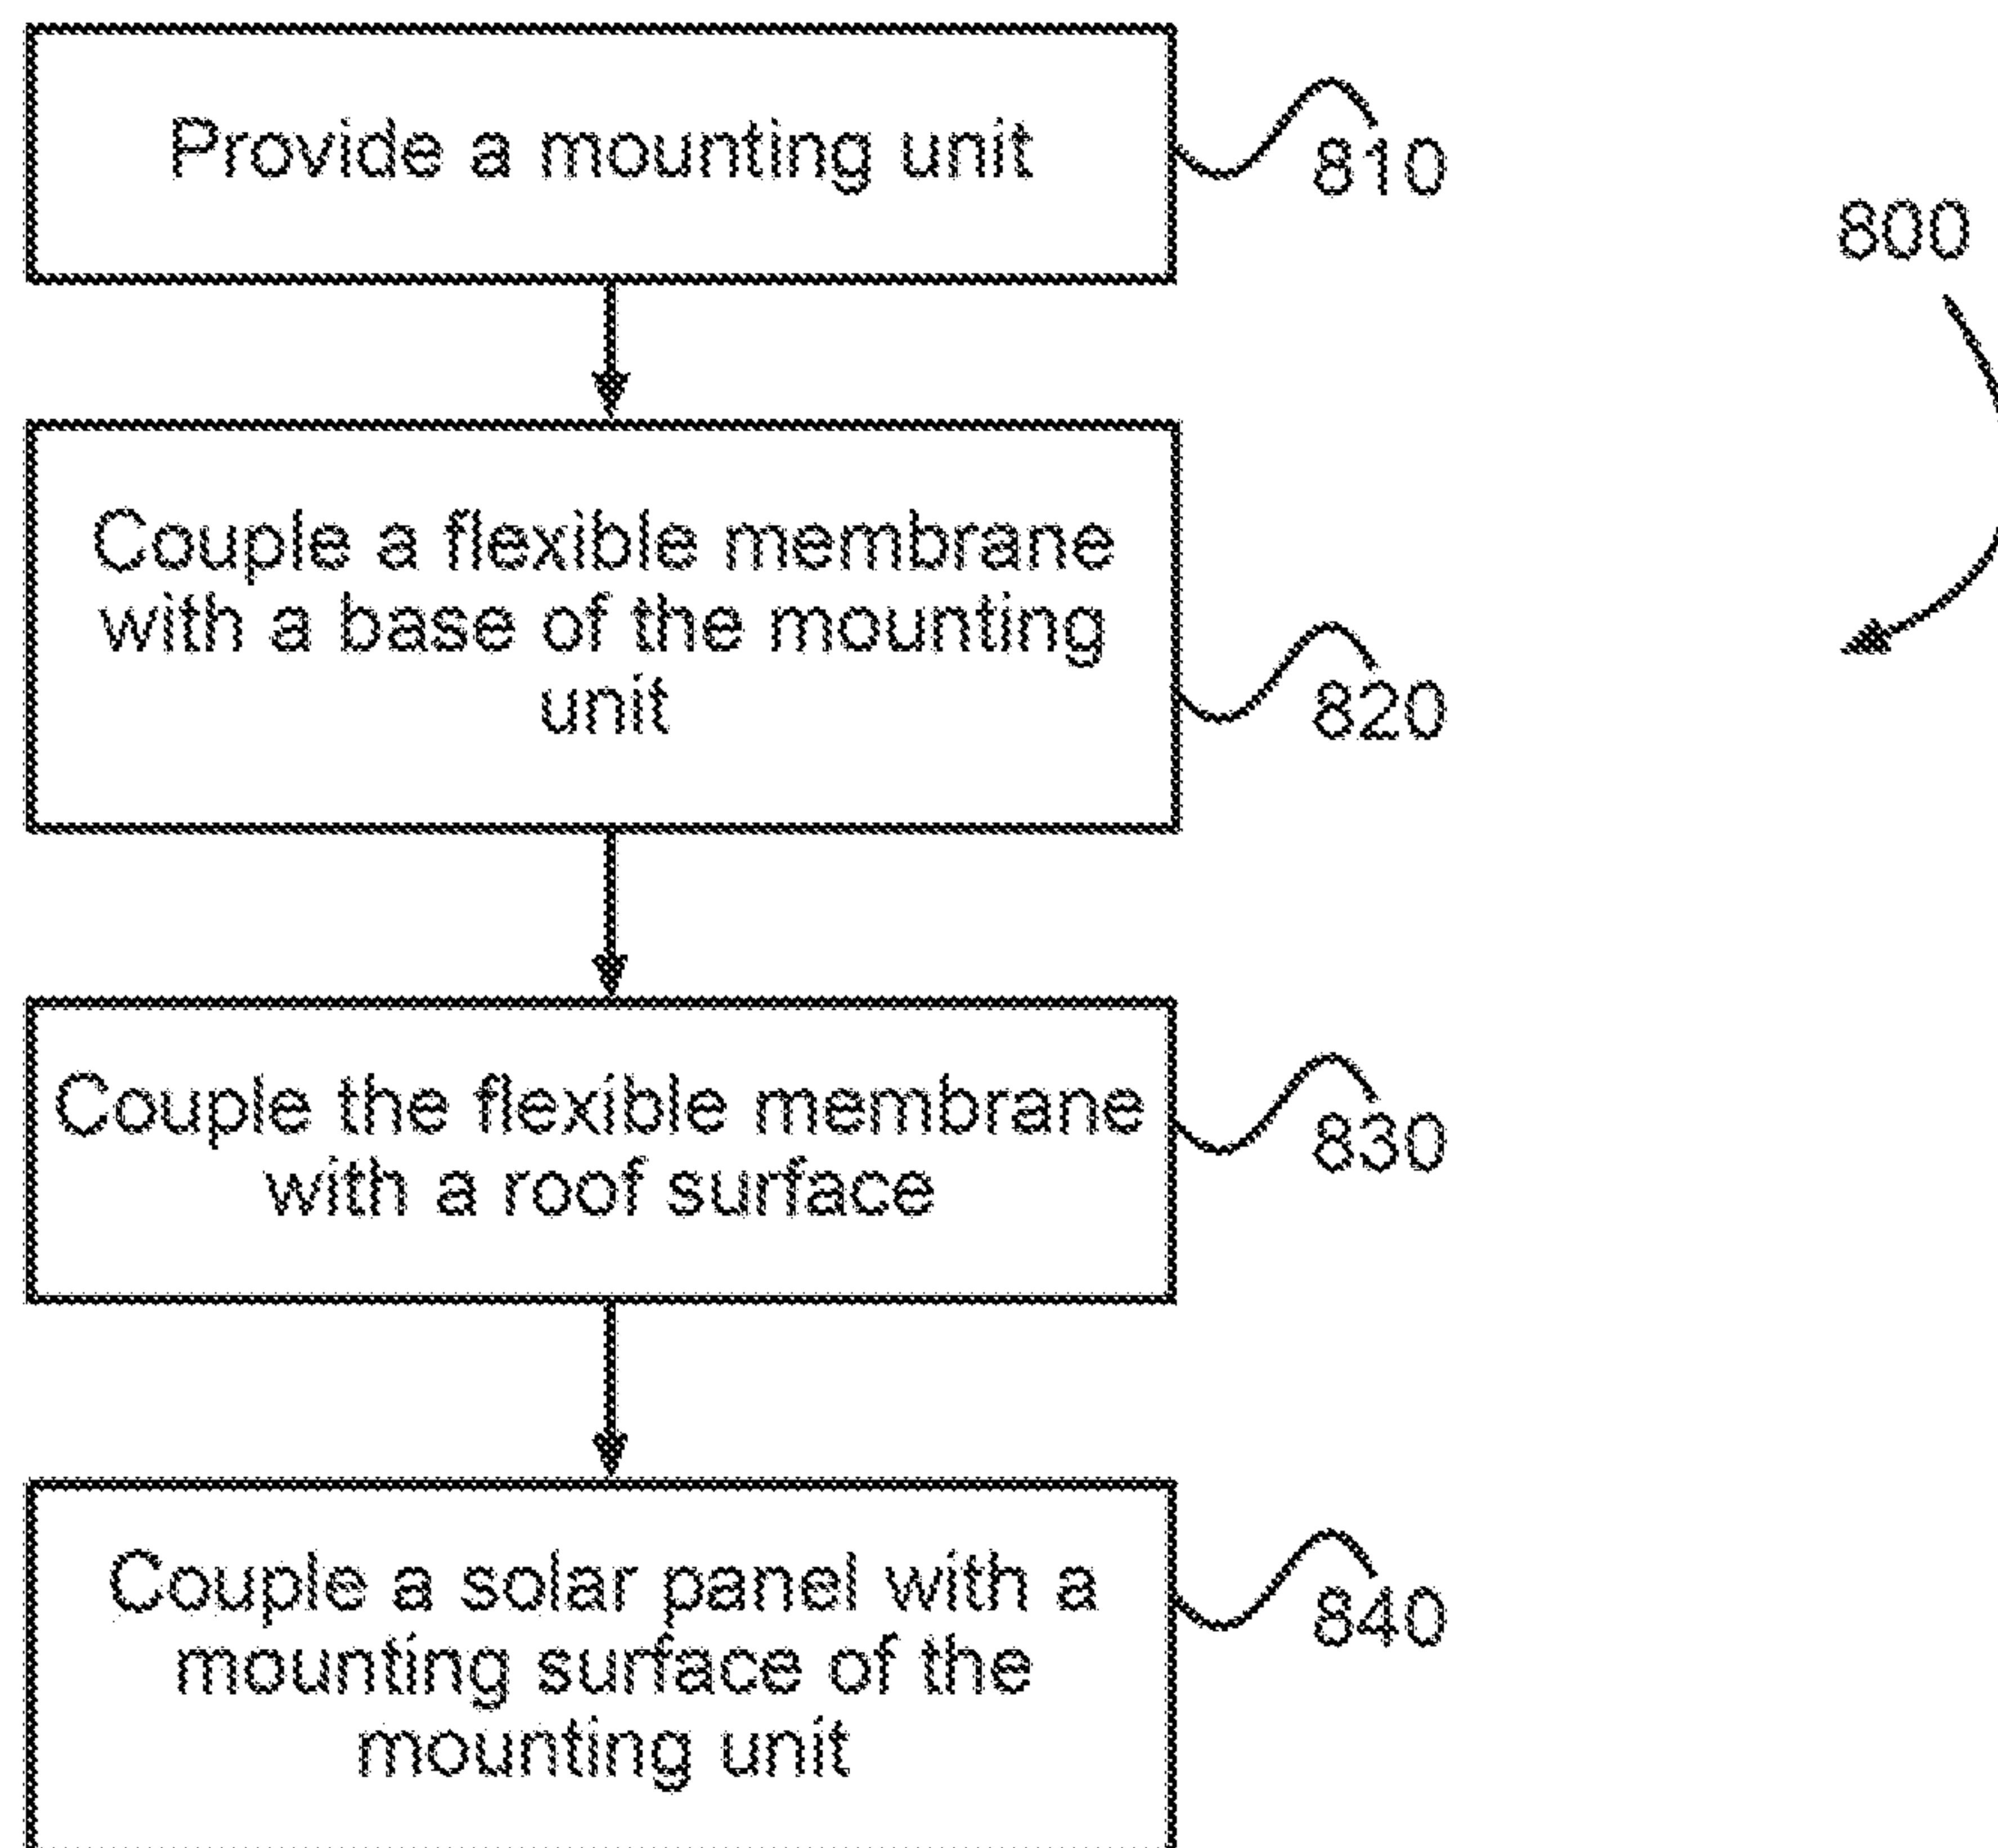 Provide a mounting unit
810
800
Couple a flexible membrane
with a base of the mounting
unit
820
Couple the flexible membrane
with a roof surface
830
Couple a solar panel with a
mounting surface of the
mounting unit
840